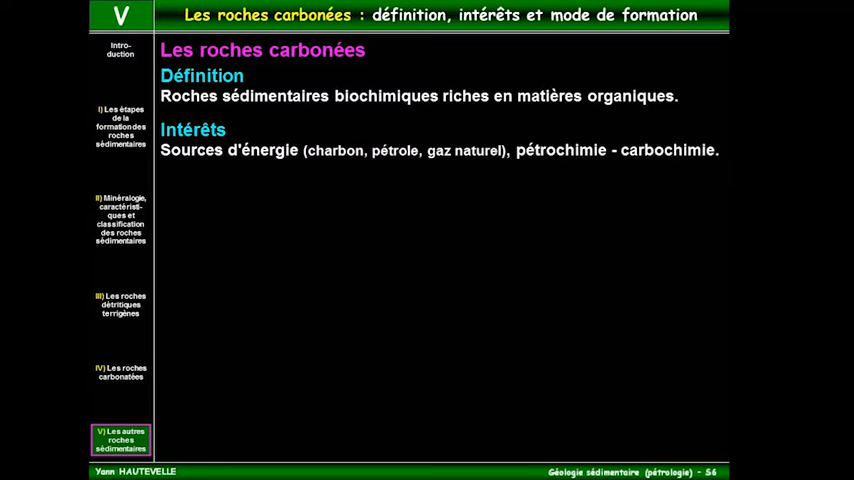 V
Les roches carbonées : définition, intérêts et mode de formation
Intro-
duction
I) Les étapes
de la
formation des
roches
sédimentaires
II) Minéralogie,
caractéristi-
ques et
classification
des roches
sédimentaires
III) Les roches
détritiques
terrigènes
IV) Les roches
carbonatées
V) Les autres
roches
sédimentaires
Les roches carbonées
Définition
Roches sédimentaires biochimiques riches en matières organiques.
Intérêts
Sources d'énergie (charbon, pétrole, gaz naturel), pétrochimie - carbochimie.
Yann HAUTEVELLE
Géologie sédimentaire (pétrologie) - 56